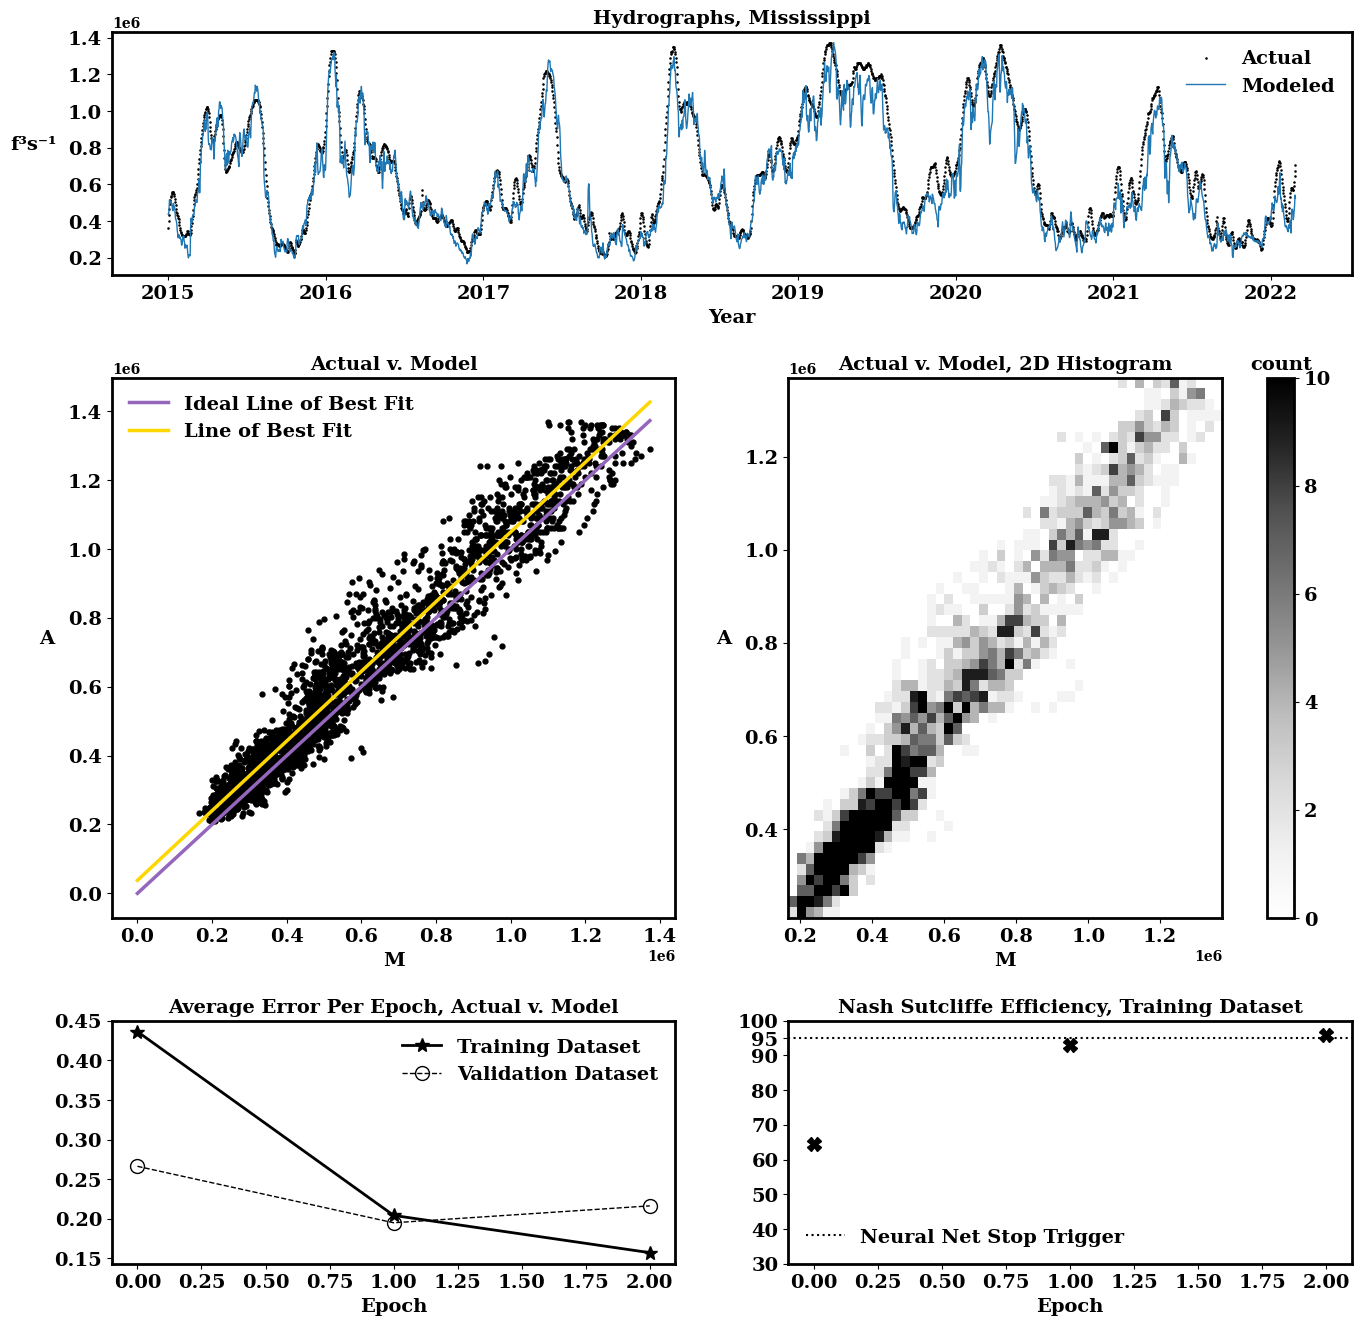 Hydrographs, Mississippi
1e6
1.4
1.2
1.0
0.8
0.6
0.4
0.2
f³s⁻¹
Actual
Modeled
2015 2016 2017 2018 2019 2020 2021 2022
Year
Actual v. Model
1e6
1.4
1.2
1.0
0.8
0.6
0.4
0.2
0.0
A
Ideal Line of Best Fit
Line of Best Fit
0.0 0.2 0.4 0.6 0.8 1.0 1.2 1.4
M
1e6
Actual v. Model, 2D Histogram
1e6
1.2
1.0
0.8
0.6
0.4
A
0.2 0.4 0.6 0.8 1.0 1.2
M
1e6
count
10
8
6
4
2
0
Average Error Per Epoch, Actual v. Model
0.45
0.40
0.35
0.30
0.25
0.20
0.15
Training Dataset
Validation Dataset
0.00 0.25 0.50 0.75 1.00 1.25 1.50 1.75 2.00
Epoch
Nash Sutcliffe Efficiency, Training Dataset
100
95
90
80
70
60
50
40
30
Neural Net Stop Trigger
0.00 0.25 0.50 0.75 1.00 1.25 1.50 1.75 2.00
Epoch